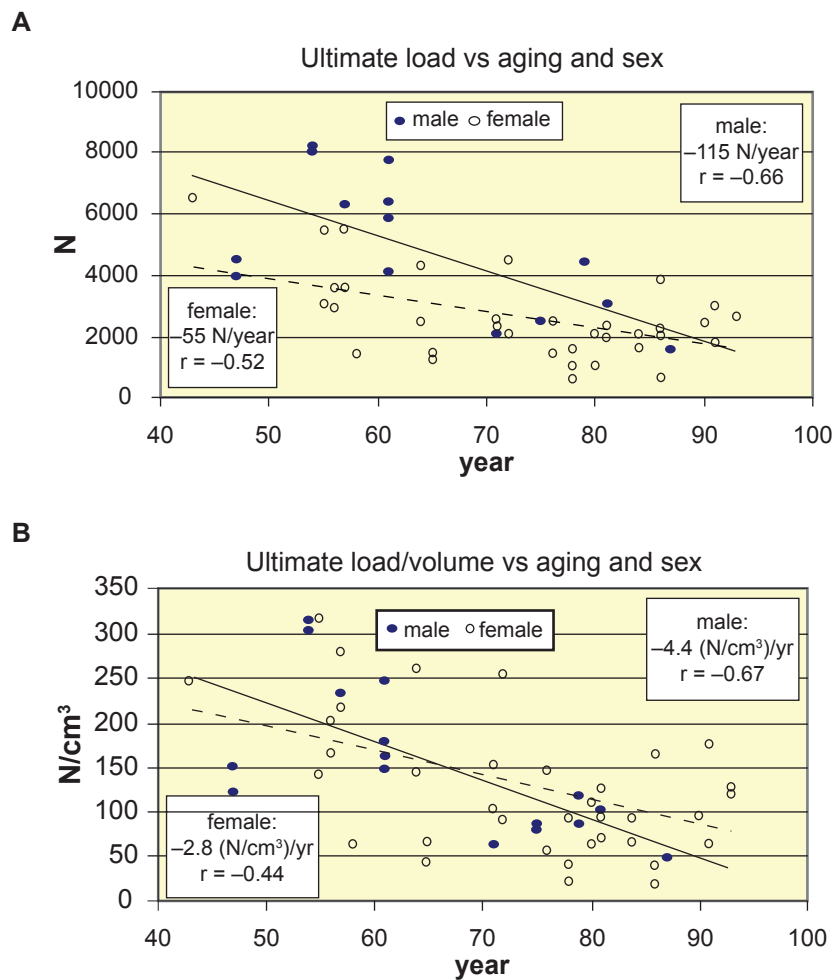 A
Ultimate load vs aging and sex
10000
8000
6000
4000
2000
0
N
male female
male:
–115 N/year
r = –0.66
female:
–55 N/year
r = –0.52
40 50 60 70 80 90 100
year
B
Ultimate load/volume vs aging and sex
350
300
250
200
150
100
50
0
N/cm³
male female
male:
–4.4 (N/cm³)/yr
r = –0.67
female:
–2.8 (N/cm³)/yr
r = –0.44
40 50 60 70 80 90 100
year